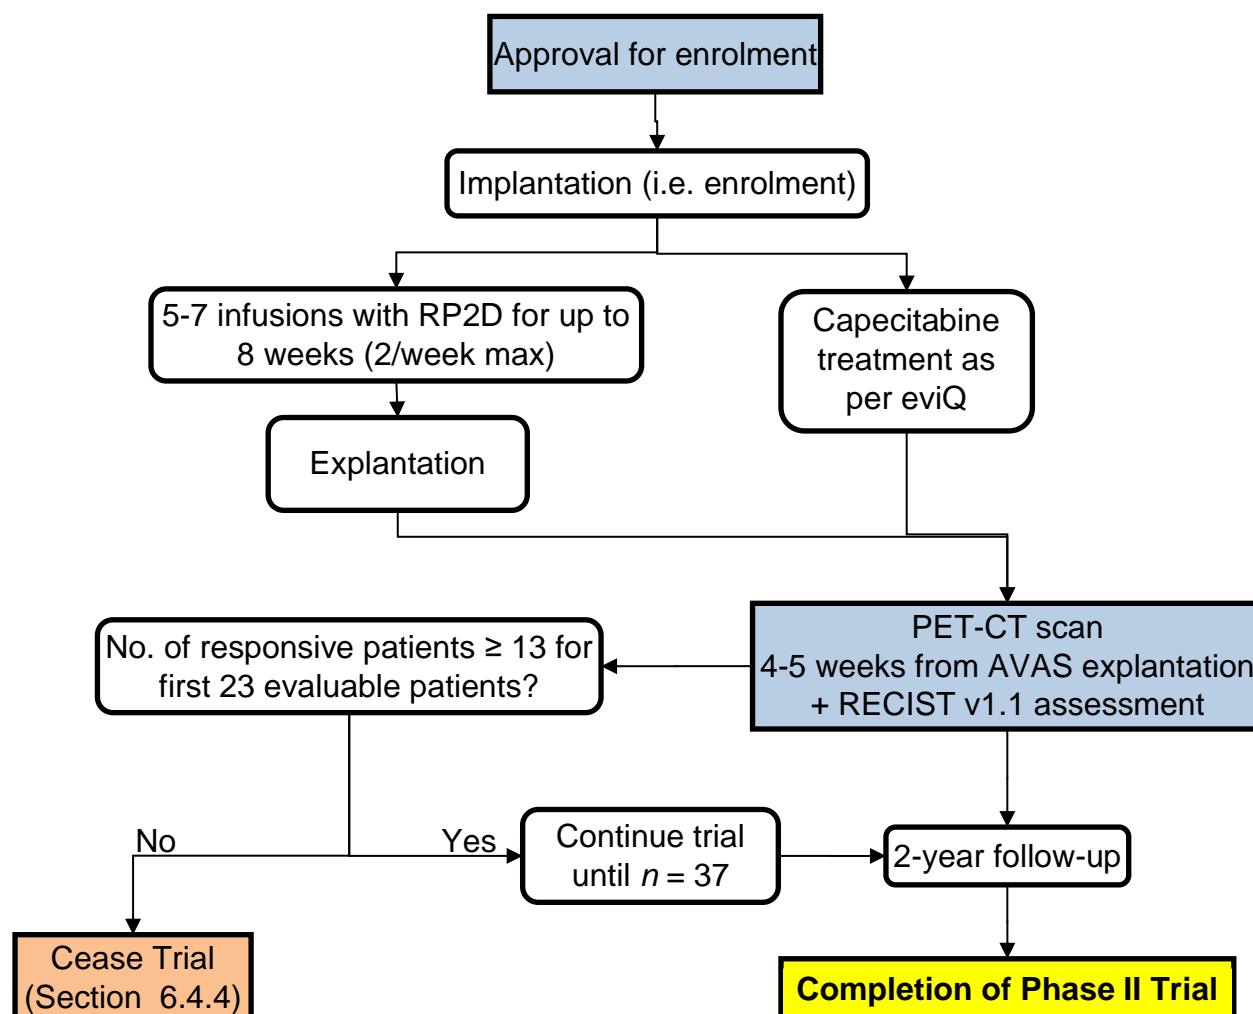 Approval for enrolment
Implantation (i.e. enrolment)
5-7 infusions with RP2D for up to
8 weeks (2/week max)
Capecitabine
treatment as
per eviQ
Explantation
PET-CT scan
4-5 weeks from AVAS explantation
+ RECIST v1.1 assessment
No. of responsive patients ≥ 13 for
first 23 evaluable patients?
No
Yes
Continue trial
until n = 37
2-year follow-up
Cease Trial
(Section 6.4.4)
Completion of Phase II Trial